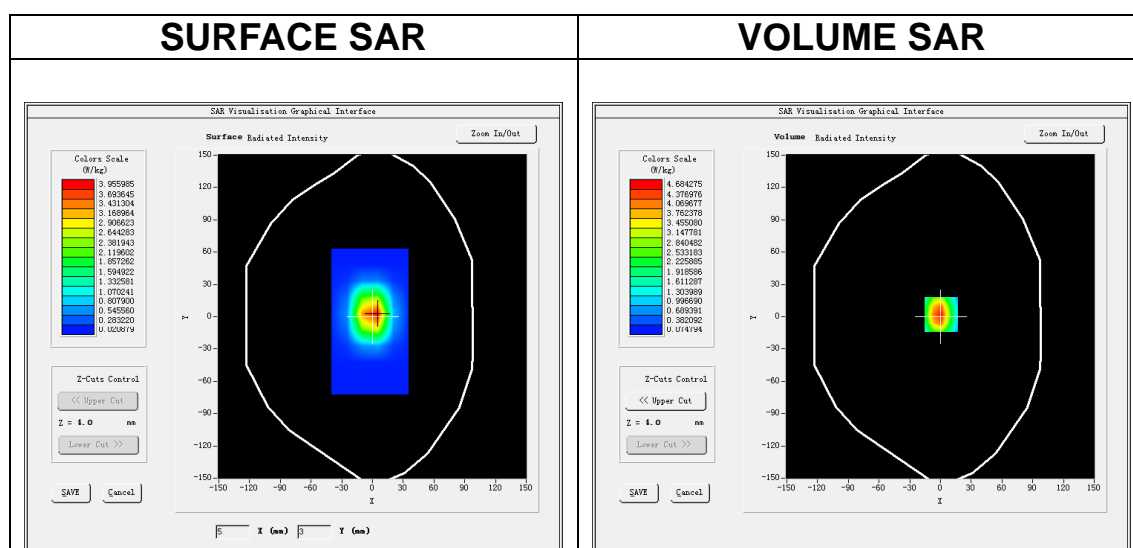 SURFACE SAR
VOLUME SAR
SAR Visualisation Graphical Interface
Surface Radiated Intensity
Zoom In/Out
Colors Scale
(W/kg)
3.955985
3.693645
3.431304
3.168964
2.906623
2.644283
2.381943
2.119602
1.857262
1.594922
1.332581
1.070241
0.807900
0.545560
0.283220
0.020879
Z-Cuts Control
<< Upper Cut
Z = 4.0 mm
Lower Cut >>
SAVE Cancel
150
120
90
60
30
0
-30
-60
-90
-120
-150
Y
-150 -120 -90 -60 -30 0 30 60 90 120 150
X
5 X (mm) 3 Y (mm)
SAR Visualisation Graphical Interface
Volume Radiated Intensity
Zoom In/Out
Colors Scale
(W/kg)
4.684275
4.376976
4.069677
3.762378
3.455080
3.147781
2.840482
2.533183
2.225885
1.918586
1.611287
1.303989
0.996690
0.689391
0.382092
0.074794
Z-Cuts Control
<< Upper Cut
Z = 4.0 mm
Lower Cut >>
SAVE Cancel
150
120
90
60
30
0
-30
-60
-90
-120
-150
Y
-150 -120 -90 -60 -30 0 30 60 90 120 150
X